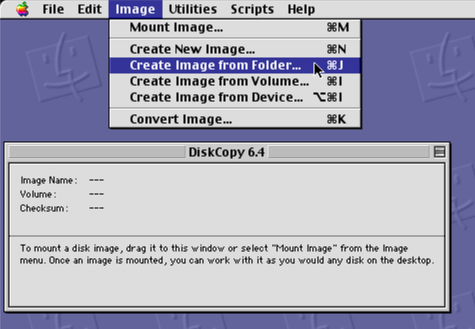 File Edit Image Utilities Scripts Help
Mount Image... ⌘M
Create New Image... ⌘N
Create Image from Folder... ⌘J
Create Image from Volume... ⌘I
Create Image from Device... ⌥⌘I
Convert Image... ⌘K
DiskCopy 6.4
Image Name: ---
Volume: ---
Checksum: ---
To mount a disk image, drag it to this window or select "Mount Image" from the Image
menu. Once an image is mounted, you can work with it as you would any disk on the desktop.